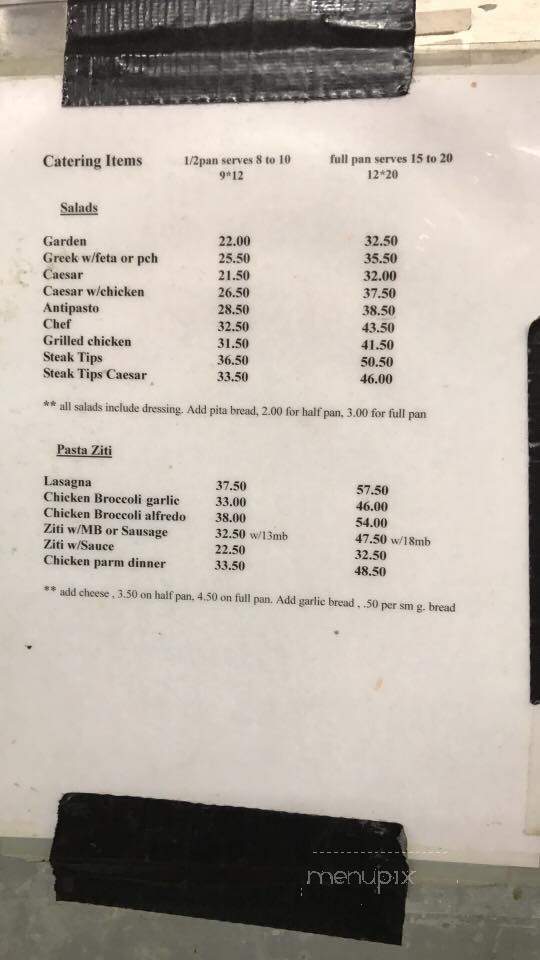 Catering Items 1/2pan serves 8 to 10 full pan serves 15 to 20
9*12 12*20
Salads
Garden 22.00 32.50
Greek w/feta or pch 25.50 35.50
Caesar 21.50 32.00
Caesar w/chicken 26.50 37.50
Antipasto 28.50 38.50
Chef 32.50 43.50
Grilled chicken 31.50 41.50
Steak Tips 36.50 50.50
Steak Tips Caesar 33.50 46.00
** all salads include dressing. Add pita bread, 2.00 for half pan, 3.00 for full pan
Pasta Ziti
Lasagna 37.50 57.50
Chicken Broccoli garlic 33.00 46.00
Chicken Broccoli alfredo 38.00 54.00
Ziti w/MB or Sausage 32.50 w/13mb 47.50 w/18mb
Ziti w/Sauce 22.50 32.50
Chicken parm dinner 33.50 48.50
** add cheese , 3.50 on half pan, 4.50 on full pan. Add garlic bread , .50 per sm g. bread
menupix